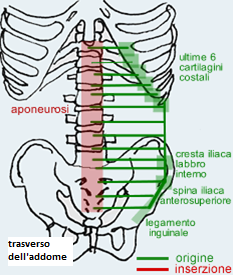 ultime 6
cartilagini
costali
aponeurosi
cresta iliaca
labbro
interno
spina iliaca
anterosuperiore
legamento
inguinale
trasverso
dell'addome
origine
inserzione